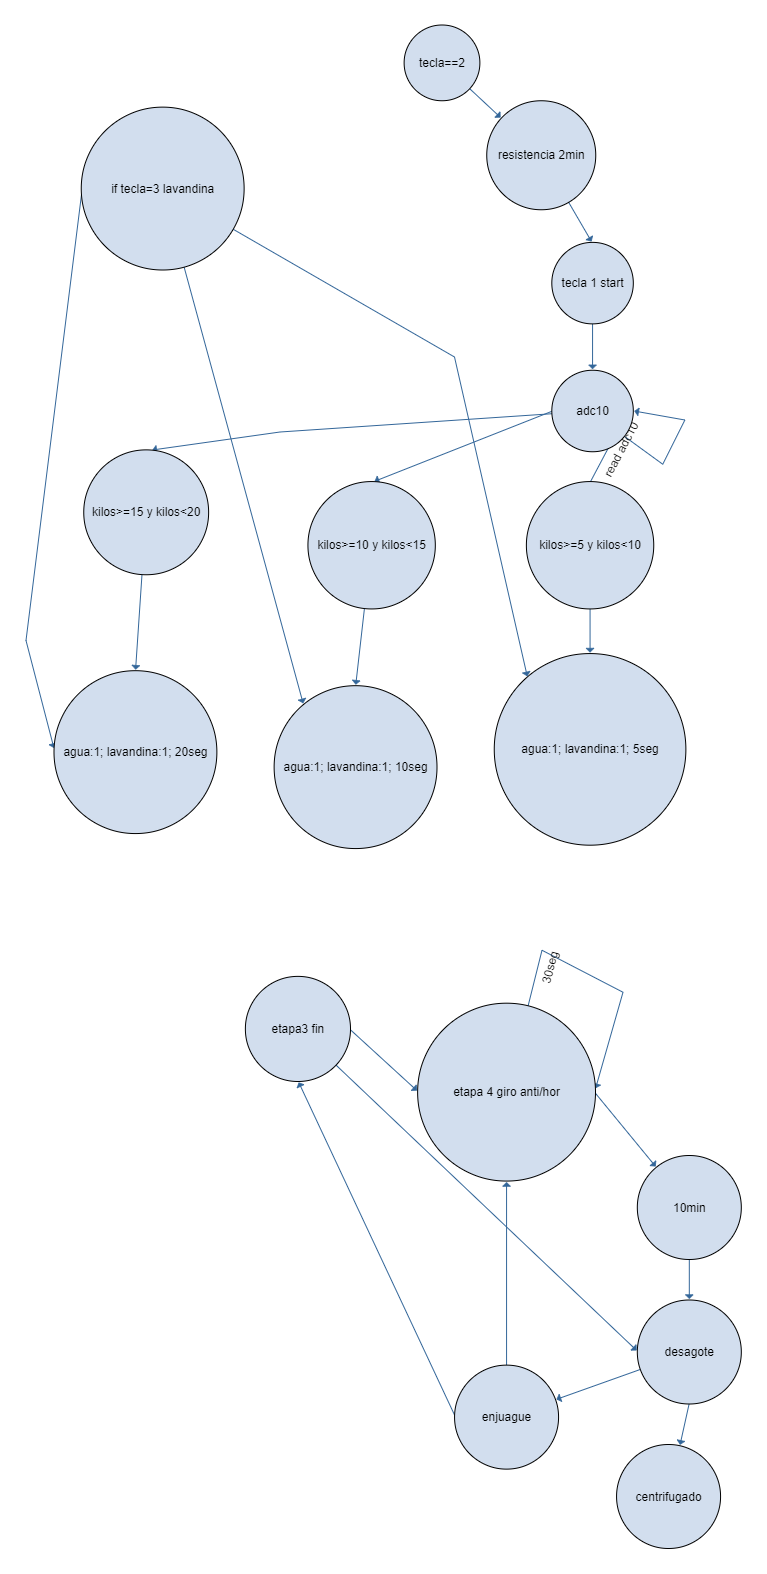 tecla==2
resistencia 2min
if tecla=3 lavandina
tecla 1 start
adc10
read adc10
kilos>=15 y kilos<20
kilos>=10 y kilos<15
kilos>=5 y kilos<10
agua:1; lavandina:1; 20seg
agua:1; lavandina:1; 10seg
agua:1; lavandina:1; 5seg
30seg
etapa3 fin
etapa 4 giro anti/hor
10min
desagote
enjuague
centrifugado